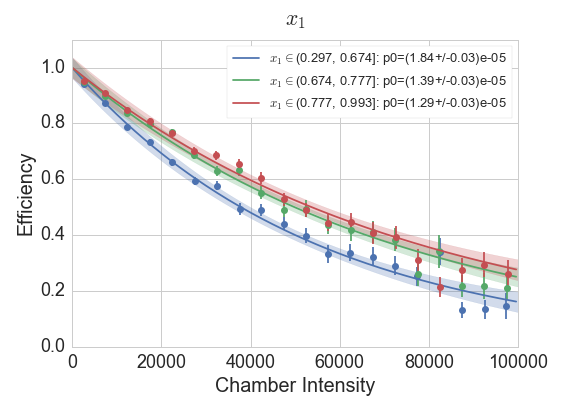 x₁
x₁ ∈ (0.297, 0.674]: p0=(1.84+/-0.03)e-05
x₁ ∈ (0.674, 0.777]: p0=(1.39+/-0.03)e-05
x₁ ∈ (0.777, 0.993]: p0=(1.29+/-0.03)e-05
Efficiency
1.0
0.8
0.6
0.4
0.2
0.0
0 20000 40000 60000 80000 100000
Chamber Intensity